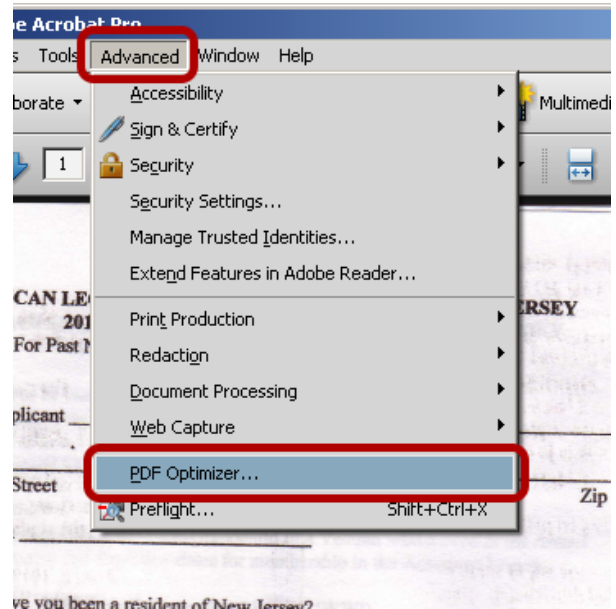 e Acrobat Pro
s Tools Advanced Window Help
borate
Multimedi
1
Accessibility
Sign & Certify
Security
Security Settings...
Manage Trusted Identities...
Extend Features in Adobe Reader...
CAN LE
ERSEY
201
Print Production
For Past N
Redaction
Document Processing
plicant
Web Capture
PDF Optimizer...
Street
Zip
Preflight... Shift+Ctrl+X
ve you been a resident of New Jersey?